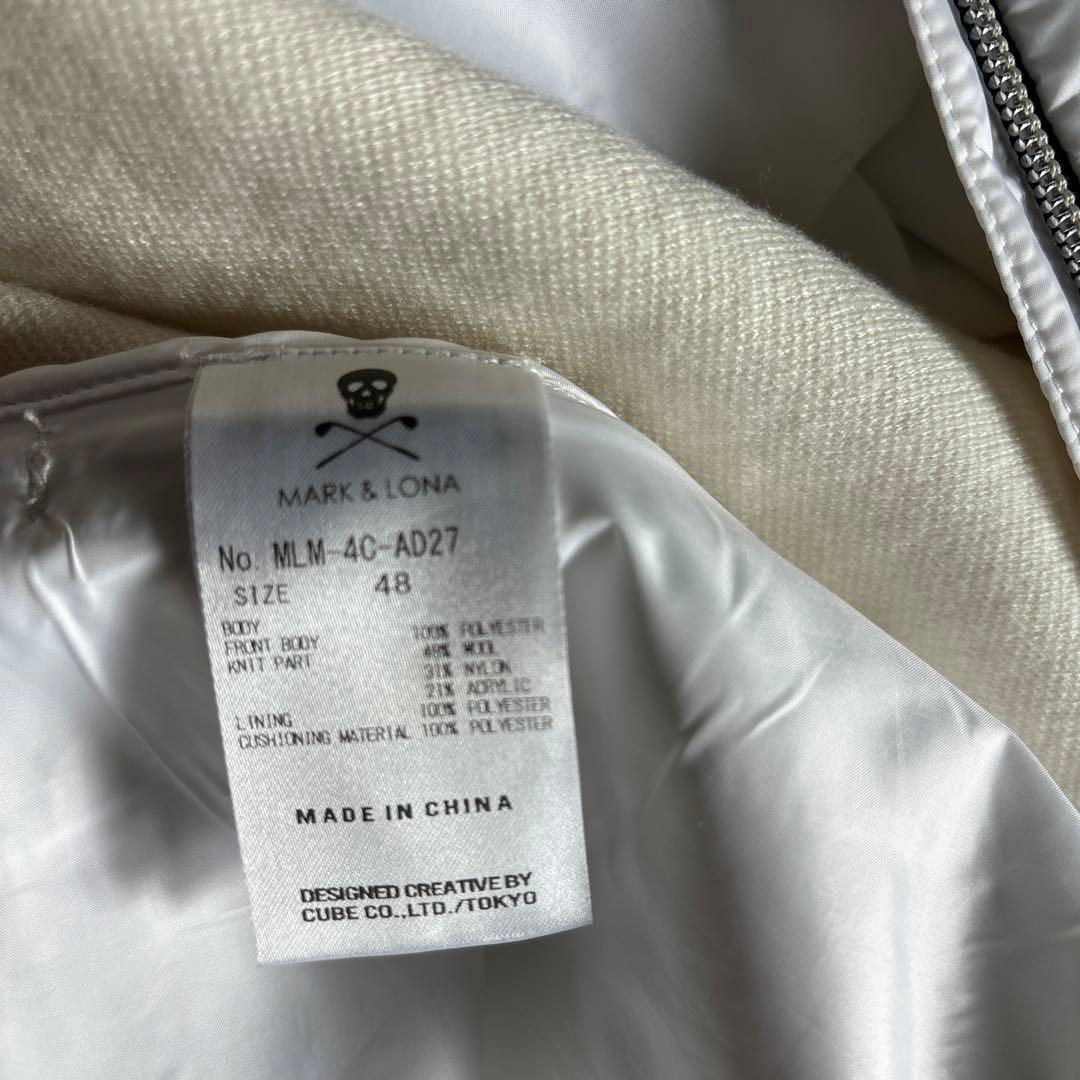 MARK & LONA
No. MLM-4C-AD27
SIZE 48
BODY 100% POLYESTER
FRONT BODY 48% WOOL
KNIT PART 31% NYLON
21% ACRYLIC
LINING 100% POLYESTER
CUSHIONING MATERIAL 100% POLYESTER
MADE IN CHINA
DESIGNED CREATIVE BY
CUBE CO.,LTD./TOKYO